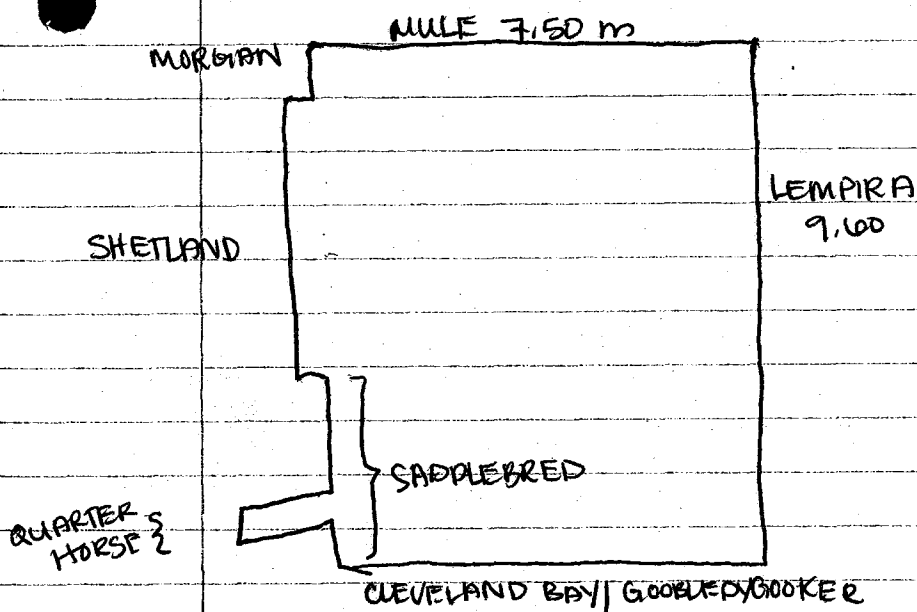 MULE 7.50 m
MORGAN
LEMPIRA
9.60
SHETLAND
SADDLEBRED
QUARTER
HORSE
CLEVELAND BAY/GOOBLEDYGOOKER